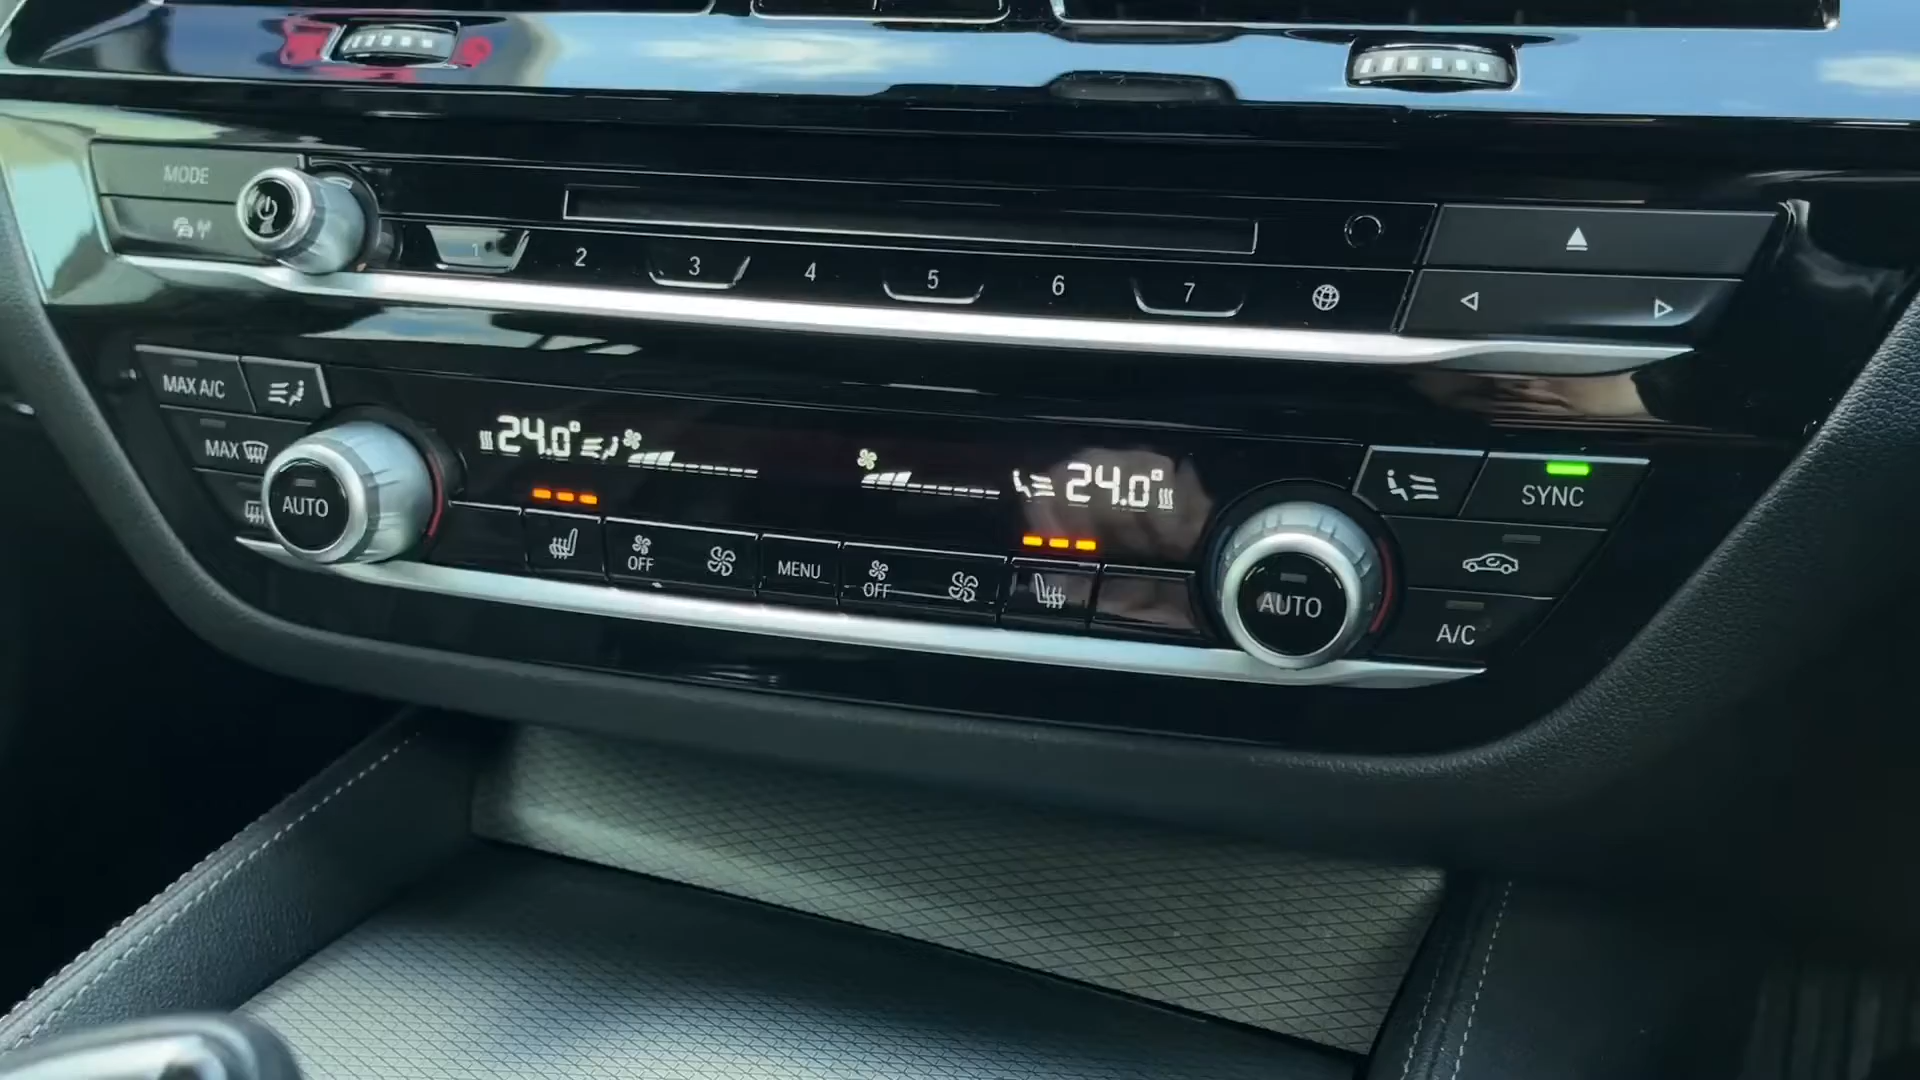 MODE
1 2 3 4 5 6 7
MAX A/C
MAX
AUTO
24.0°
24.0°
SYNC
OFF
MENU
OFF
AUTO
A/C